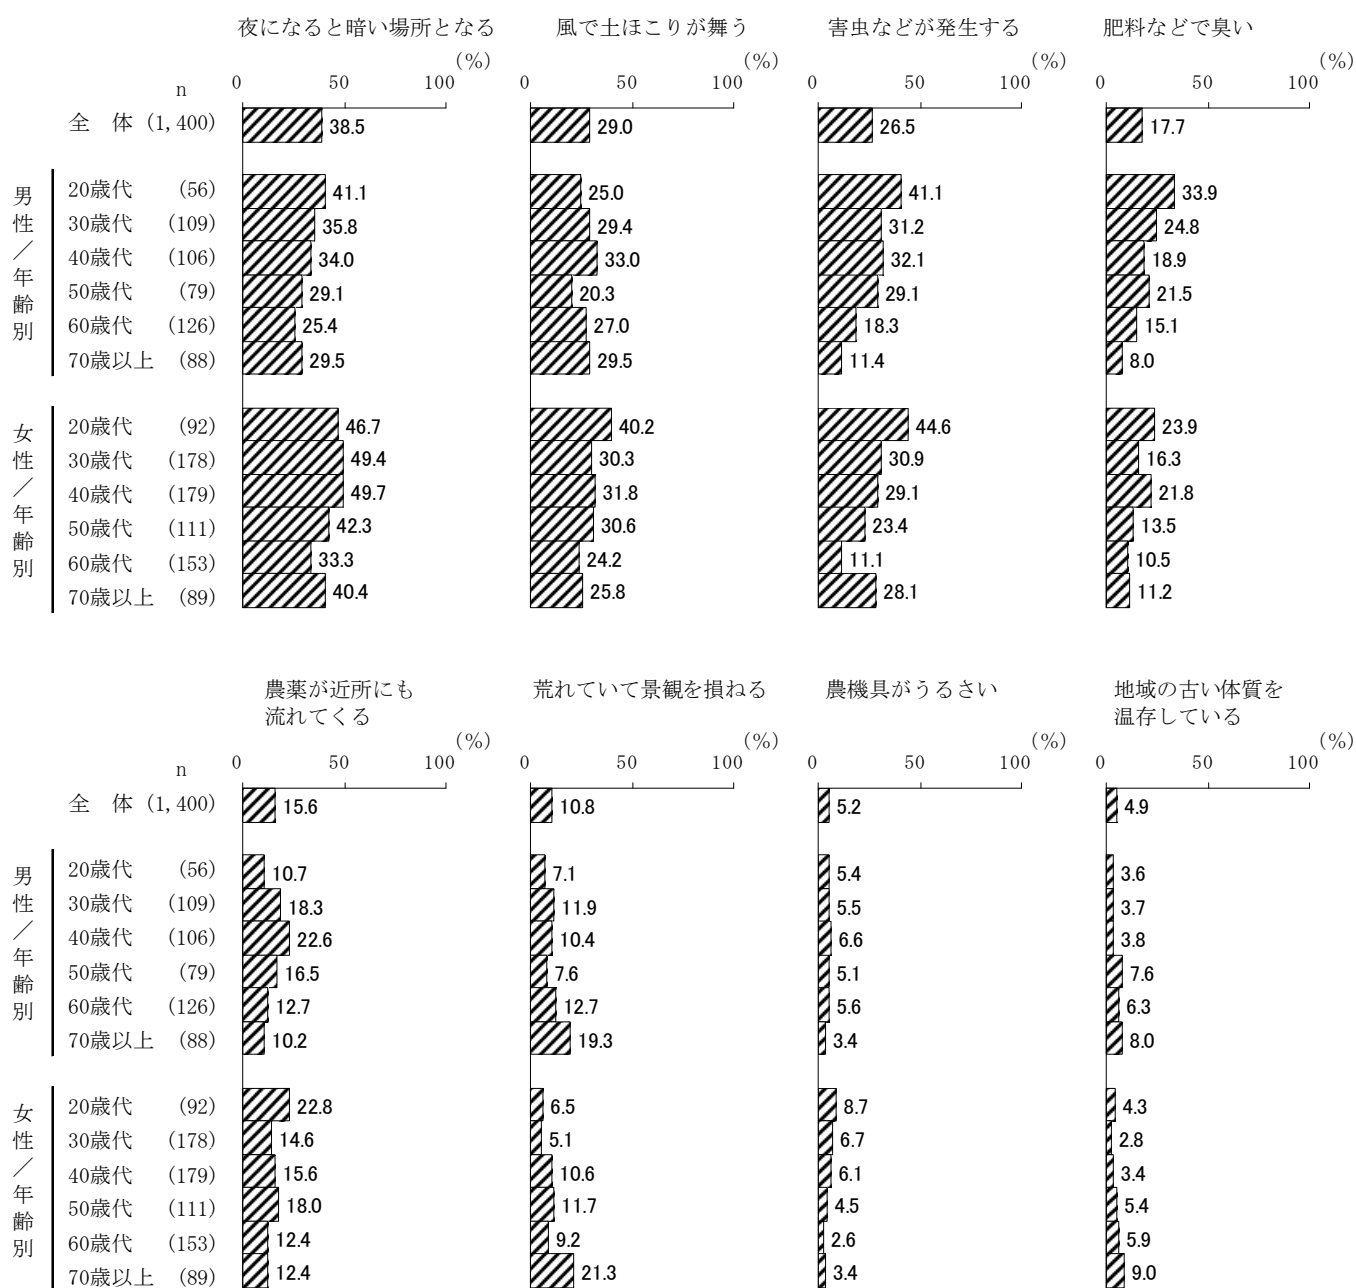 夜になると暗い場所となる 風で土ほこりが舞う 害虫などが発生する 肥料などで臭い
(%) (%) (%) (%)
n 0 50 100 0 50 100 0 50 100 0 50 100
全 体 (1,400) 38.5 29.0 26.5 17.7
男性/年齢別
20歳代 (56) 41.1 25.0 41.1 33.9
30歳代 (109) 35.8 29.4 31.2 24.8
40歳代 (106) 34.0 33.0 32.1 18.9
50歳代 (79) 29.1 20.3 29.1 21.5
60歳代 (126) 25.4 27.0 18.3 15.1
70歳以上 (88) 29.5 29.5 11.4 8.0
女性/年齢別
20歳代 (92) 46.7 40.2 44.6 23.9
30歳代 (178) 49.4 30.3 30.9 16.3
40歳代 (179) 49.7 31.8 29.1 21.8
50歳代 (111) 42.3 30.6 23.4 13.5
60歳代 (153) 33.3 24.2 11.1 10.5
70歳以上 (89) 40.4 25.8 28.1 11.2
農薬が近所にも 荒れていて景観を損ねる 農機具がうるさい 地域の古い体質を
流れてくる 温存している
(%) (%) (%) (%)
n 0 50 100 0 50 100 0 50 100 0 50 100
全 体 (1,400) 15.6 10.8 5.2 4.9
男性/年齢別
20歳代 (56) 10.7 7.1 5.4 3.6
30歳代 (109) 18.3 11.9 5.5 3.7
40歳代 (106) 22.6 10.4 6.6 3.8
50歳代 (79) 16.5 7.6 5.1 7.6
60歳代 (126) 12.7 12.7 5.6 6.3
70歳以上 (88) 10.2 19.3 3.4 8.0
女性/年齢別
20歳代 (92) 22.8 6.5 8.7 4.3
30歳代 (178) 14.6 5.1 6.7 2.8
40歳代 (179) 15.6 10.6 6.1 3.4
50歳代 (111) 18.0 11.7 4.5 5.4
60歳代 (153) 12.4 9.2 2.6 5.9
70歳以上 (89) 12.4 21.3 3.4 9.0